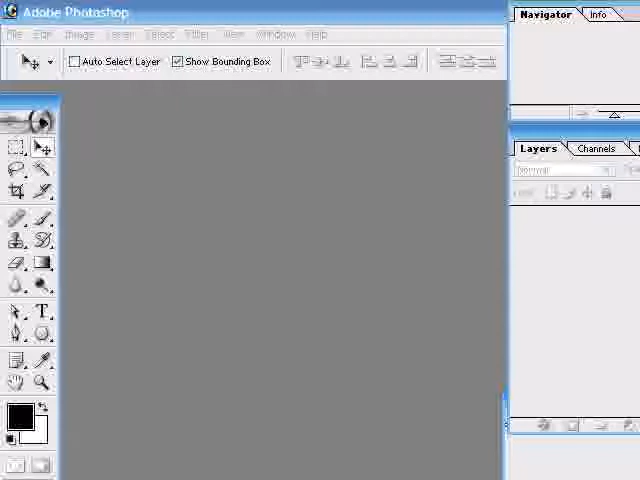 Adobe Photoshop
File Edit Image Layer Select Filter View Window Help
Auto Select Layer Show Bounding Box
Navigator Info
Layers Channels
Normal